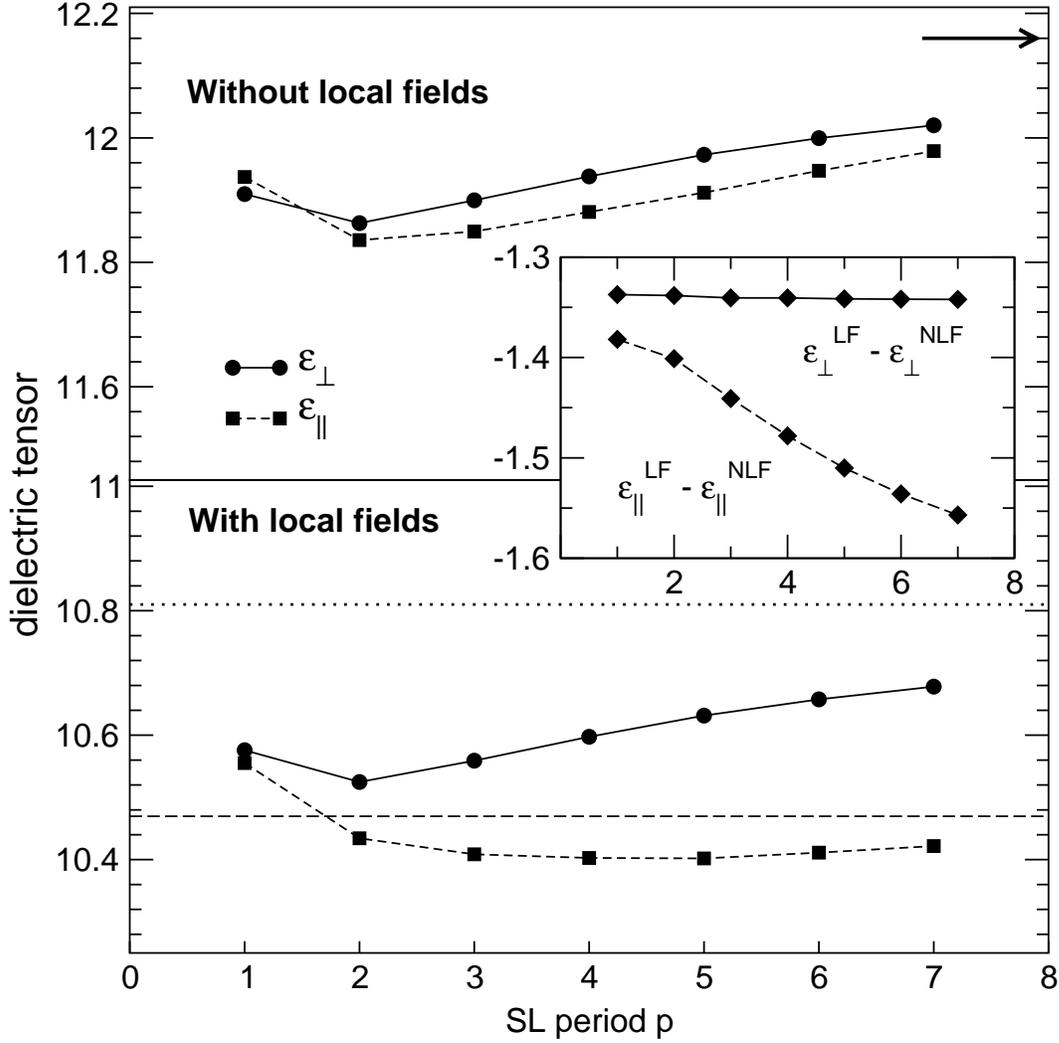 12.2
Without local fields
12
11.8
-1.3
ε⊥
ε||
11.6
-1.4
ε⊥LF - ε⊥NLF
-1.5
ε||LF - ε||NLF
-1.6
2
4
6
8
dielectric tensor
11
With local fields
10.8
10.6
10.4
0 1 2 3 4 5 6 7 8
SL period p